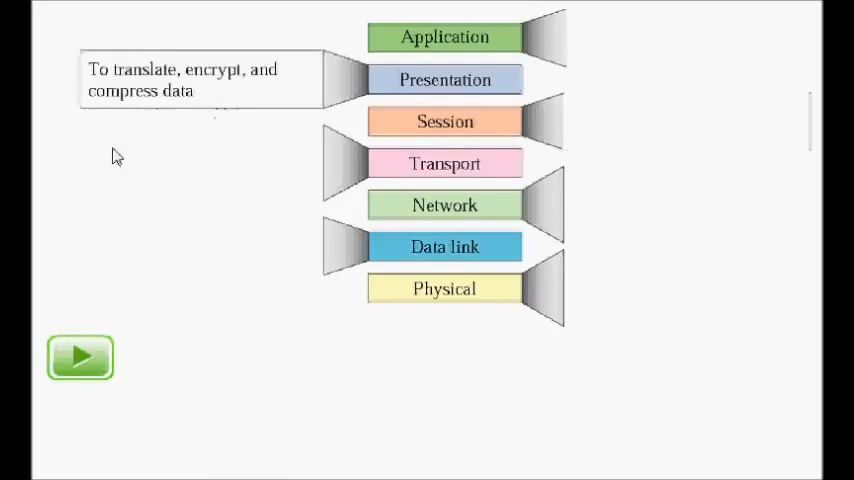 Application
To translate, encrypt, and
compress data
Presentation
Session
Transport
Network
Data link
Physical